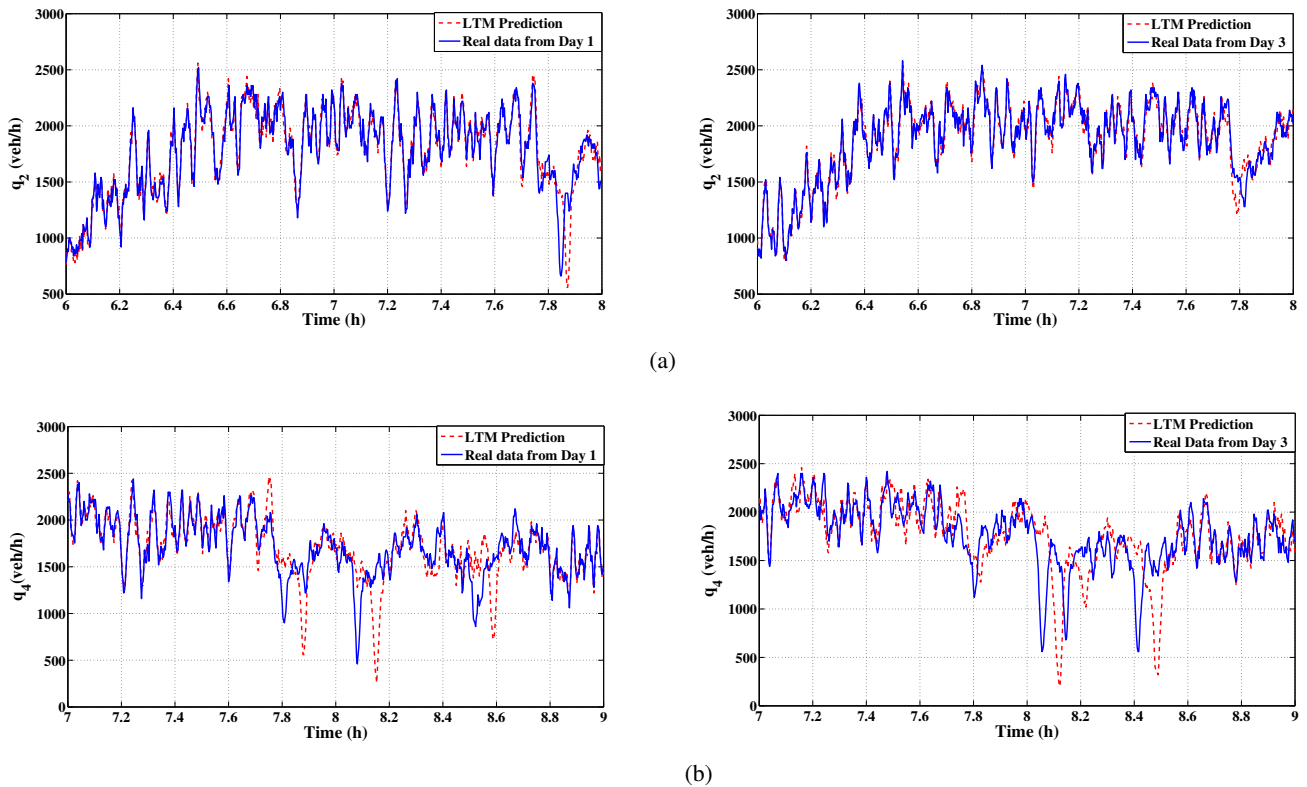 3000
2500
2000
1500
1000
500
q2 (veh/h)
6 6.2 6.4 6.6 6.8 7 7.2 7.4 7.6 7.8 8
Time (h)
LTM Prediction
Real data from Day 1
3000
2500
2000
1500
1000
500
q2 (veh/h)
6 6.2 6.4 6.6 6.8 7 7.2 7.4 7.6 7.8 8
Time (h)
LTM Prediction
Real Data from Day 3
(a)
3000
2500
2000
1500
1000
500
0
q4(veh/h)
7 7.2 7.4 7.6 7.8 8 8.2 8.4 8.6 8.8 9
Time (h)
LTM Prediction
Real data from Day 1
3000
2500
2000
1500
1000
500
0
q4 (veh/h)
7 7.2 7.4 7.6 7.8 8 8.2 8.4 8.6 8.8 9
Time (h)
LTM Prediction
Real Data from Day 3
(b)